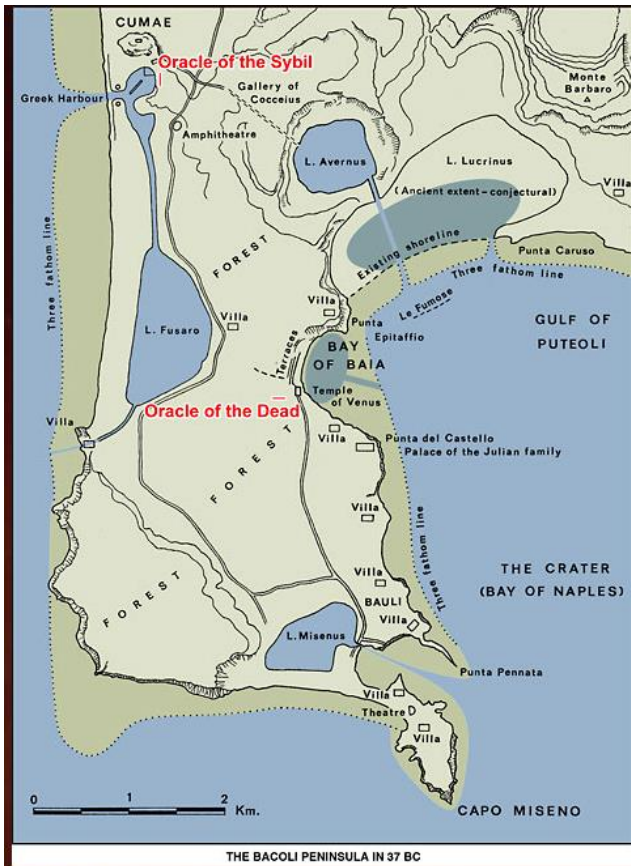 CUMAE
Oracle of the Sybil
Greek Harbour
Gallery of
Cocceius
Amphitheatre
Monte
Barbaro
L. Avernus
L. Lucrinus
(Ancient extent-conjectural)
Villa
Existing shoreline
Punta Caruso
Three fathom line
Three fathom line
FOREST
Le Fumose
Villa
Punta
Epitaffio
GULF OF
PUTEOLI
L. Fusaro
Villa
Terraces
BAY
OF BAIA
Temple
of Venus
Oracle of the Dead
Villa
Villa
Punta del Castello
Palace of the Julian family
FOREST
Villa
Three fathom line
THE CRATER
(BAY OF NAPLES)
Villa
FOREST
BAULI
Villa
L. Misenus
Punta Pennata
Villa
Theatre
Villa
CAPO MISENO
0 1 2
Km.
THE BACOLI PENINSULA IN 37 BC